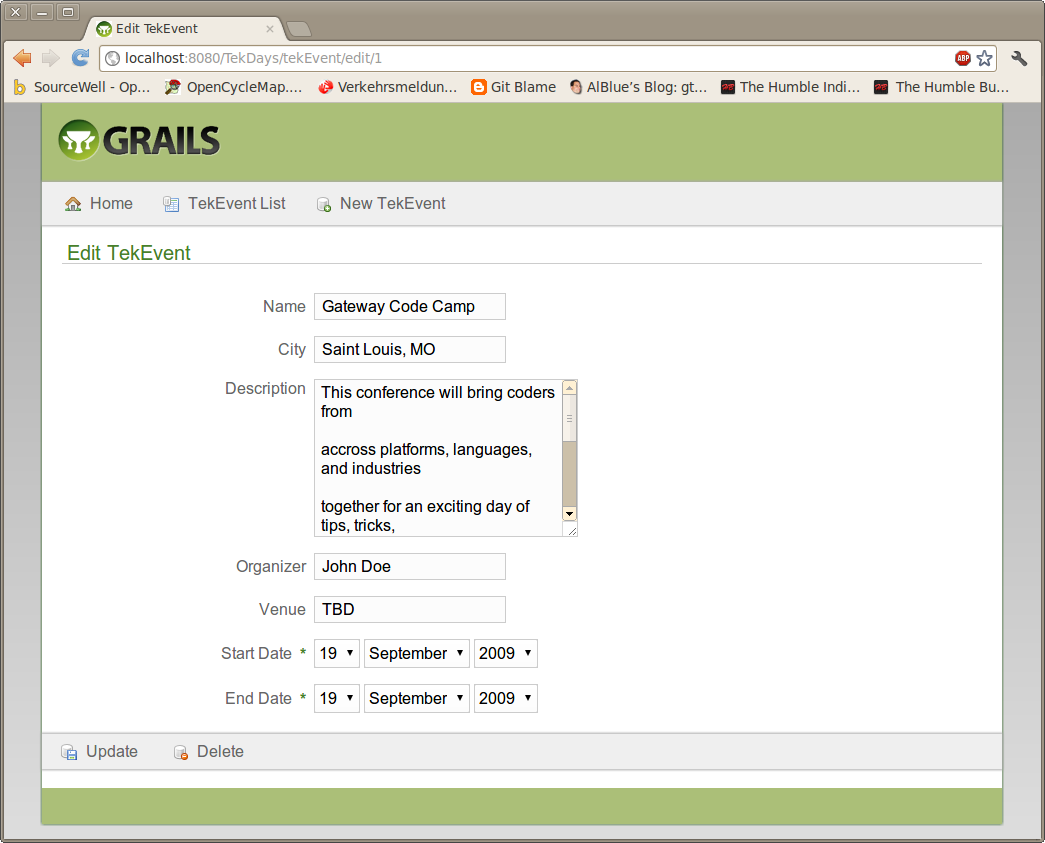 Edit TekEvent
localhost:8080/TekDays/tekEvent/edit/1
ABP
SourceWell - Op... OpenCycleMap.... Verkehrsmeldun... Git Blame AlBlue's Blog: gt... The Humble Indi... The Humble Bu...
GRAILS
Home TekEvent List New TekEvent
Edit TekEvent
Name Gateway Code Camp
City Saint Louis, MO
Description This conference will bring coders
from
accross platforms, languages,
and industries
together for an exciting day of
tips, tricks,
Organizer John Doe
Venue TBD
Start Date * 19 September 2009
End Date * 19 September 2009
Update Delete